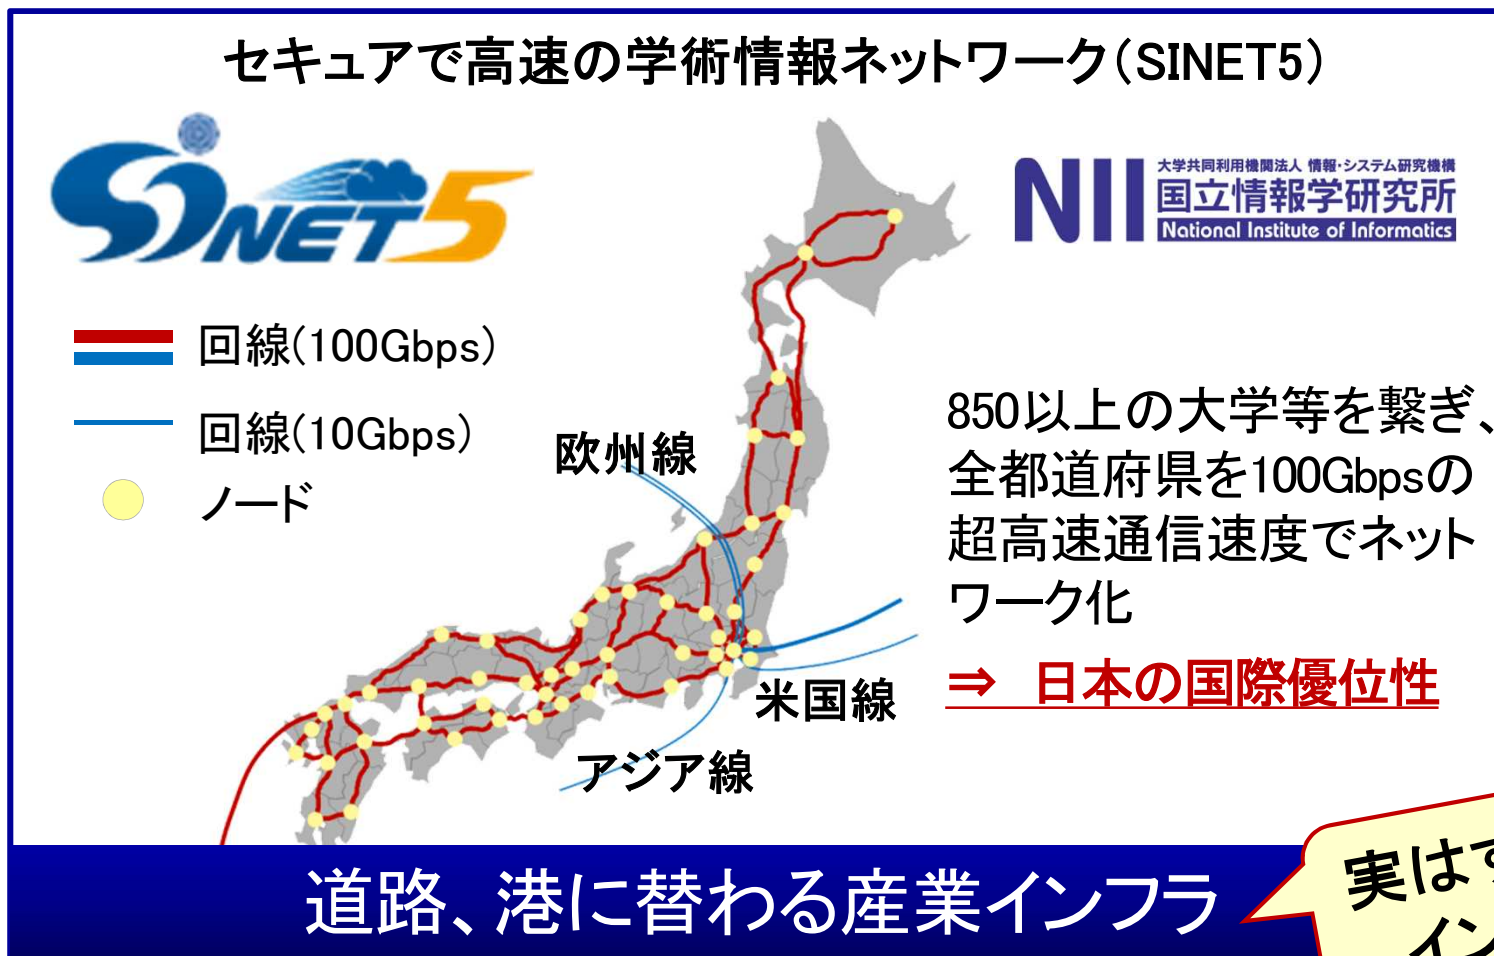 セキュアで高速の学術情報ネットワーク(SINET5)
SINET5
NII
大学共同利用機関法人 情報・システム研究機構
国立情報学研究所
National Institute of Informatics
回線(100Gbps)
回線(10Gbps)
ノード
欧州線
米国線
アジア線
850以上の大学等を繋ぎ、
全都道府県を100Gbpsの
超高速通信速度でネット
ワーク化
⇒ 日本の国際優位性
道路、港に替わる産業インフラ
実はす
イン